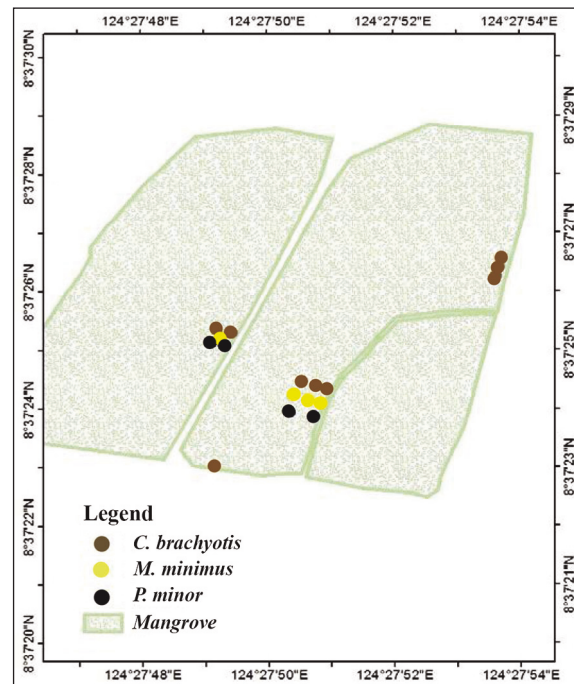 124°27'48"E 124°27'50"E 124°27'52"E 124°27'54"E
8°37'30"N
8°37'29"N
8°37'28"N
8°37'27"N
8°37'26"N
8°37'25"N
8°37'24"N
8°37'23"N
8°37'22"N
8°37'21"N
8°37'20"N
Legend
C. brachyotis
M. minimus
P. minor
Mangrove
124°27'48"E 124°27'50"E 124°27'52"E 124°27'54"E